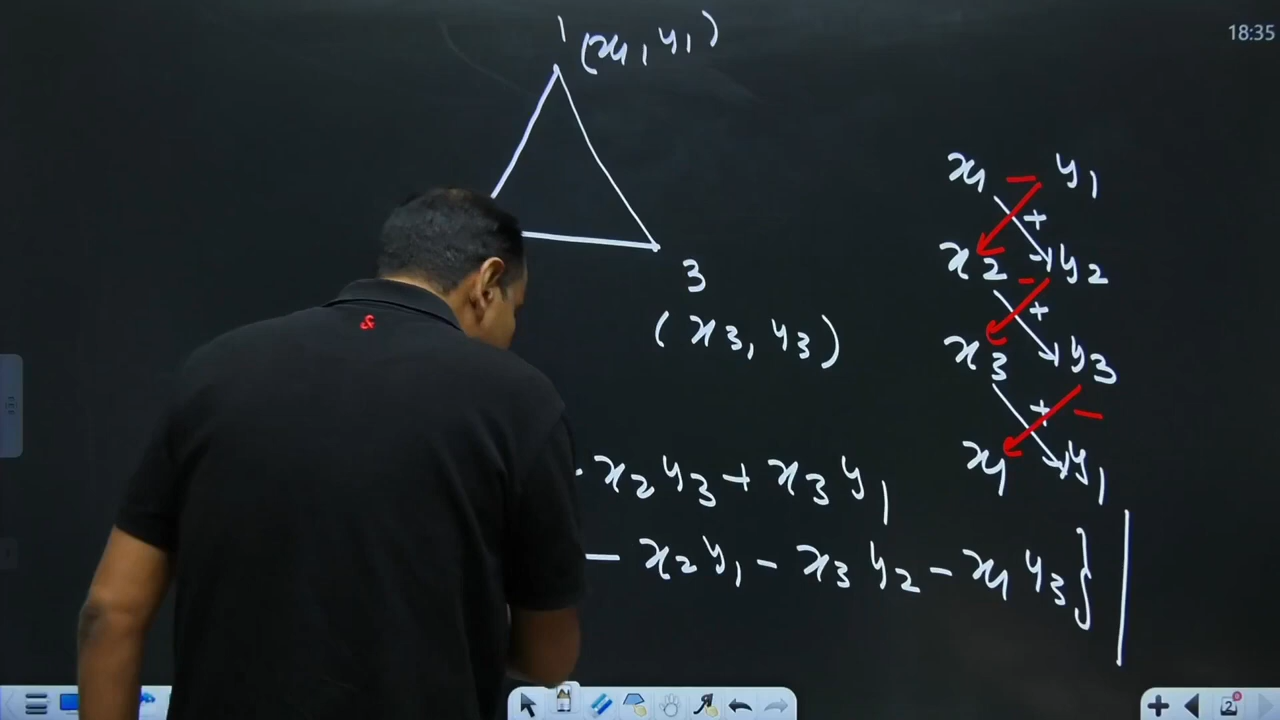 18:35
1 (x1, y1)
3
(x3, y3)
x1 − y1
+
x2 − y2
+
x3 y3
+ −
x1 y1
x2y3 + x3y1
− x2y1 − x3y2 − x1y3} |
2